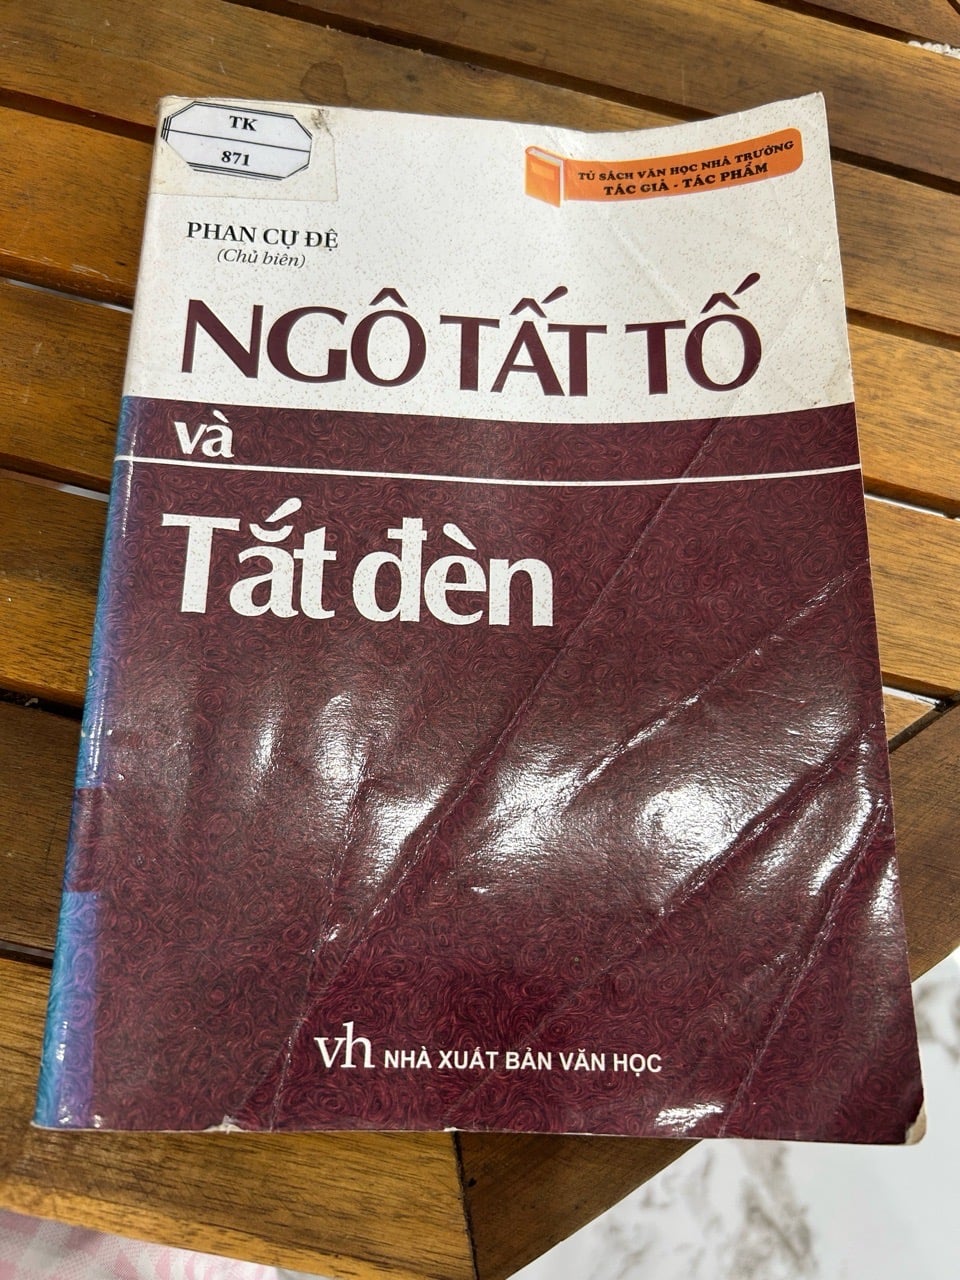 TK
871
TỦ SÁCH VĂN HỌC NHÀ TRƯỜNG
TÁC GIẢ - TÁC PHẨM
PHAN CỰ ĐỆ
(Chủ biên)
NGÔ TẤT TỐ
và
Tắt đèn
vh NHÀ XUẤT BẢN VĂN HỌC